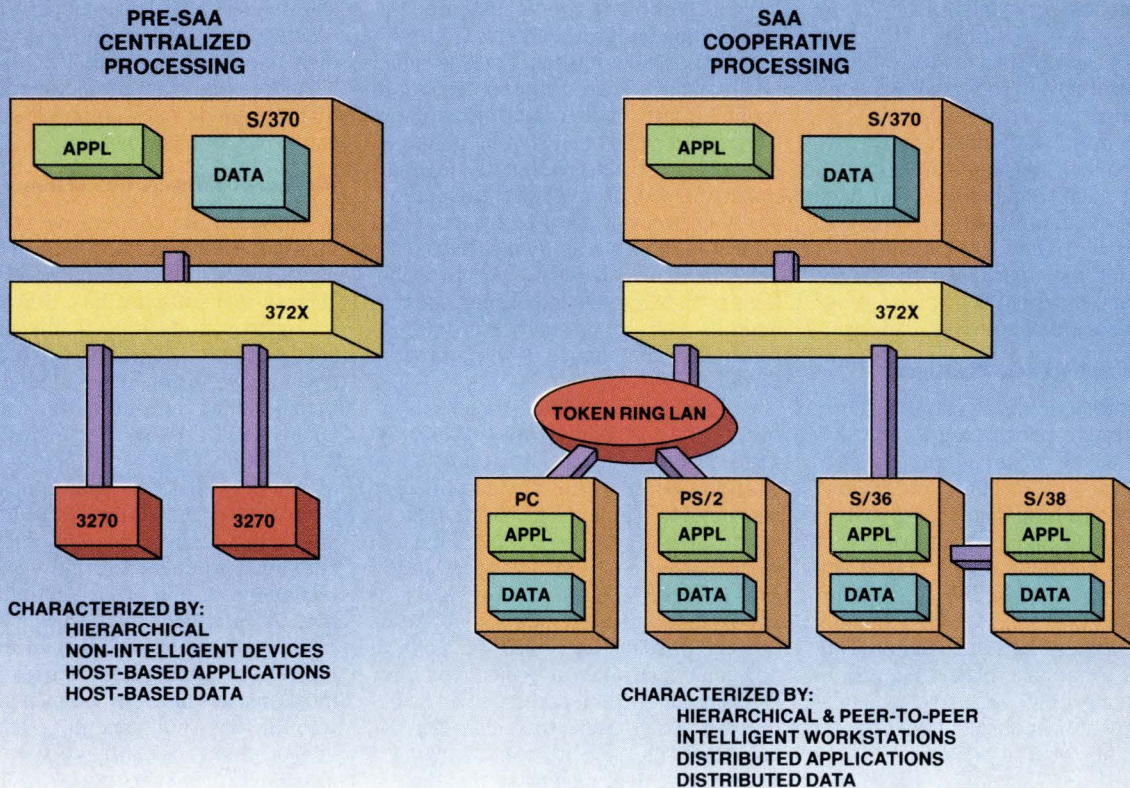 PRE-SAA
CENTRALIZED
PROCESSING
S/370
APPL
DATA
372X
3270
3270
CHARACTERIZED BY:
HIERARCHICAL
NON-INTELLIGENT DEVICES
HOST-BASED APPLICATIONS
HOST-BASED DATA
SAA
COOPERATIVE
PROCESSING
S/370
APPL
DATA
372X
TOKEN RING LAN
PC
APPL
DATA
PS/2
APPL
DATA
S/36
APPL
DATA
S/38
APPL
DATA
CHARACTERIZED BY:
HIERARCHICAL & PEER-TO-PEER
INTELLIGENT WORKSTATIONS
DISTRIBUTED APPLICATIONS
DISTRIBUTED DATA